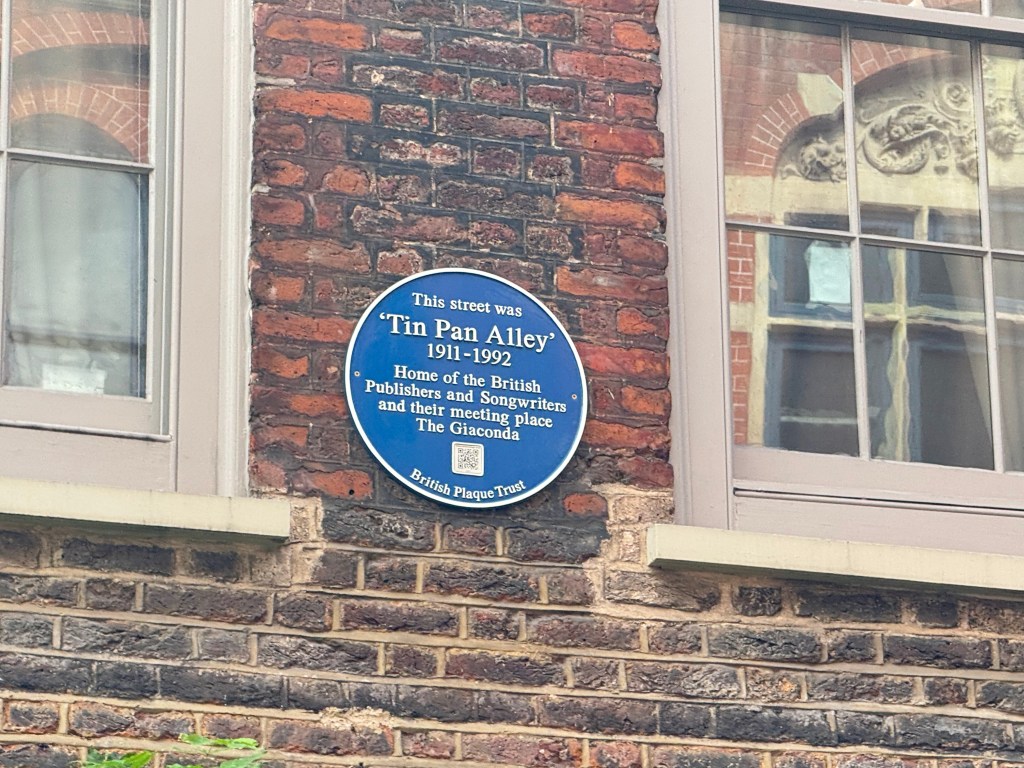 This street was
‘Tin Pan Alley’
1911-1992
Home of the British
Publishers and Songwriters
and their meeting place
The Giaconda
British Plaque Trust